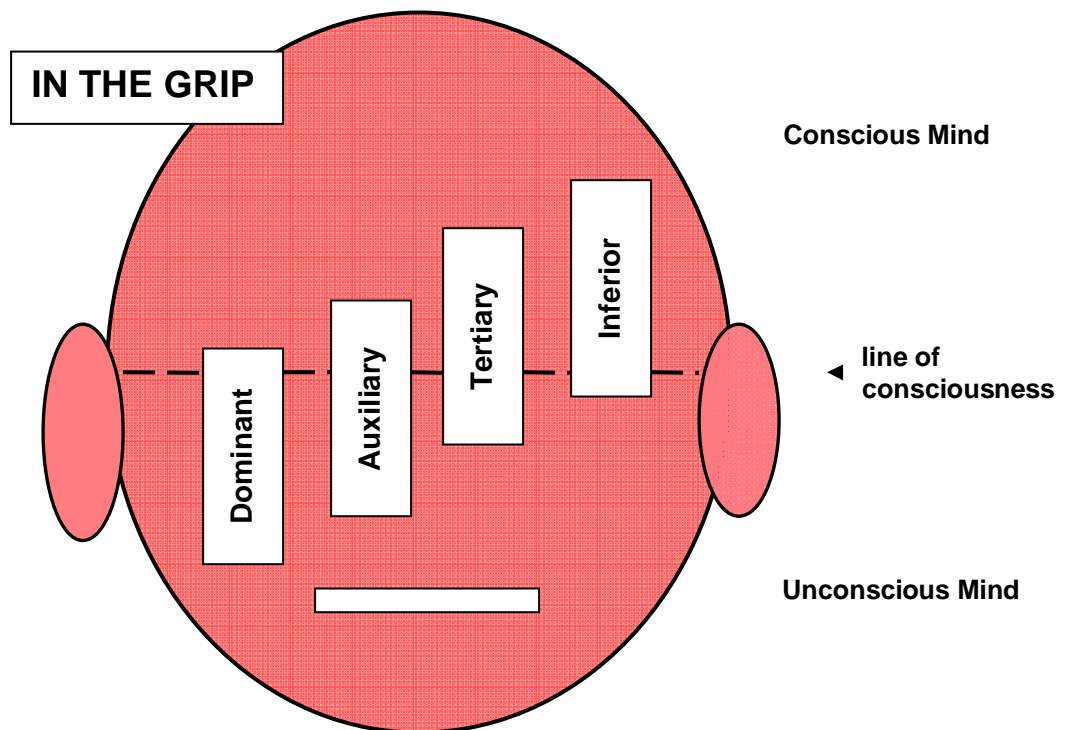 IN THE GRIP
Conscious Mind
Inferior
Tertiary
Auxiliary
Dominant
line of
consciousness
Unconscious Mind